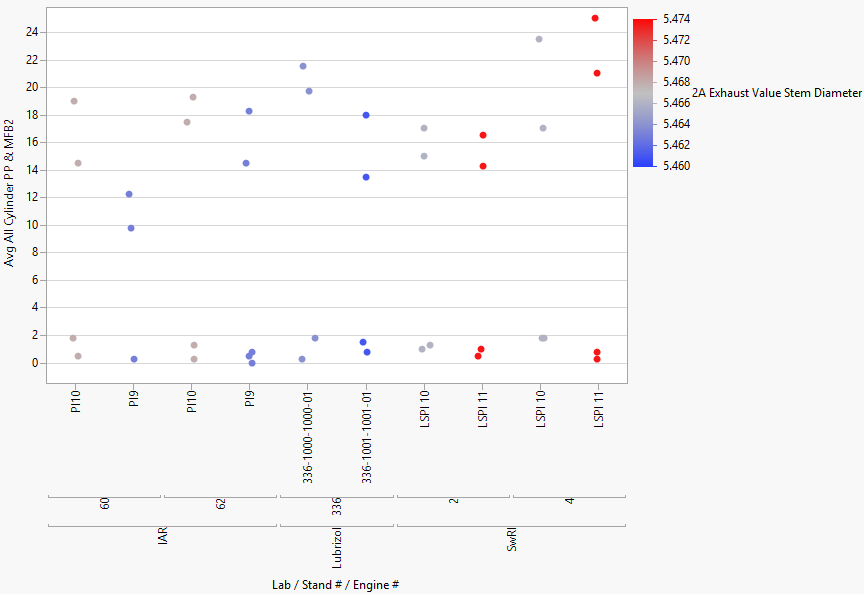 Avg All Cylinder PP & MFB2
24
22
20
18
16
14
12
10
8
6
4
2
0
5.474
5.472
5.470
5.468
5.466
5.464
5.462
5.460
2A Exhaust Value Stem Diameter
PI10
PI9
PI10
PI9
336-1000-1000-01
336-1001-1001-01
LSPI 10
LSPI 11
LSPI 10
LSPI 11
60
62
336
2
4
IAR
Lubrizol
SwRI
Lab / Stand # / Engine #